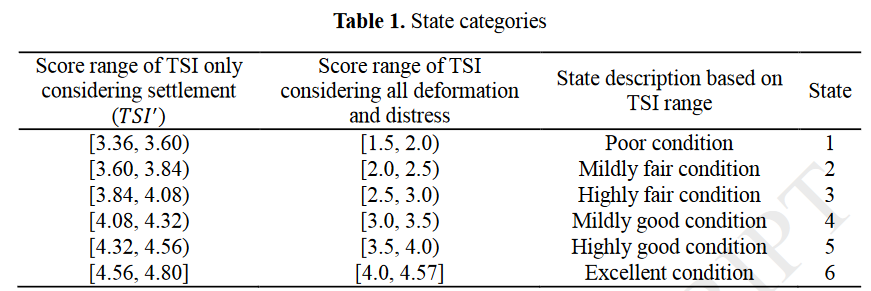 Table 1. State categories
Score range of TSI only considering settlement (TSI′) Score range of TSI considering all deformation and distress State description based on TSI range State
[3.36, 3.60) [1.5, 2.0) Poor condition 1
[3.60, 3.84) [2.0, 2.5) Mildly fair condition 2
[3.84, 4.08) [2.5, 3.0) Highly fair condition 3
[4.08, 4.32) [3.0, 3.5) Mildly good condition 4
[4.32, 4.56) [3.5, 4.0) Highly good condition 5
[4.56, 4.80] [4.0, 4.57] Excellent condition 6